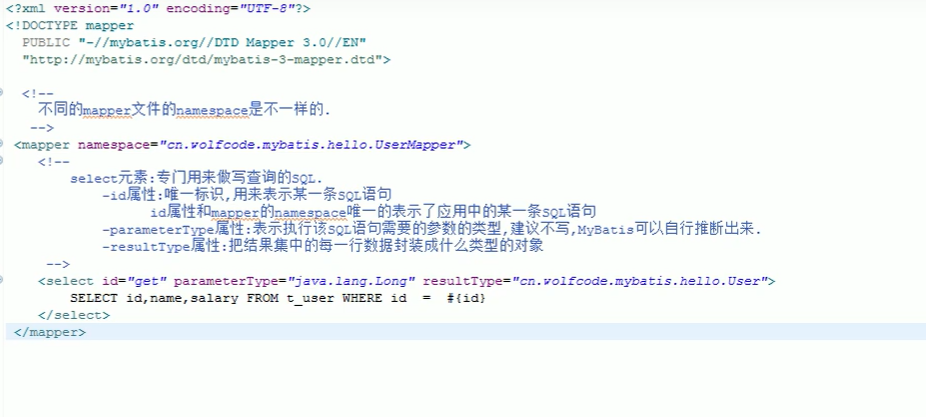 <?xml version="1.0" encoding="UTF-8"?>
<!DOCTYPE mapper
PUBLIC "-//mybatis.org//DTD Mapper 3.0//EN"
"http://mybatis.org/dtd/mybatis-3-mapper.dtd">
<!--
不同的mapper文件的namespace是不一样的.
-->
<mapper namespace="cn.wolfcode.mybatis.hello.UserMapper">
<!--
select元素:专门用来做写查询的SQL.
-id属性:唯一标识,用来表示某一条SQL语句
id属性和mapper的namespace唯一的表示了应用中的某一条SQL语句
-parameterType属性:表示执行该SQL语句需要的参数的类型,建议不写,MyBatis可以自行推断出来.
-resultType属性:把结果集中的每一行数据封装成什么类型的对象
-->
<select id="get" parameterType="java.lang.Long" resultType="cn.wolfcode.mybatis.hello.User">
SELECT id,name,salary FROM t_user WHERE id = #{id}
</select>
</mapper>